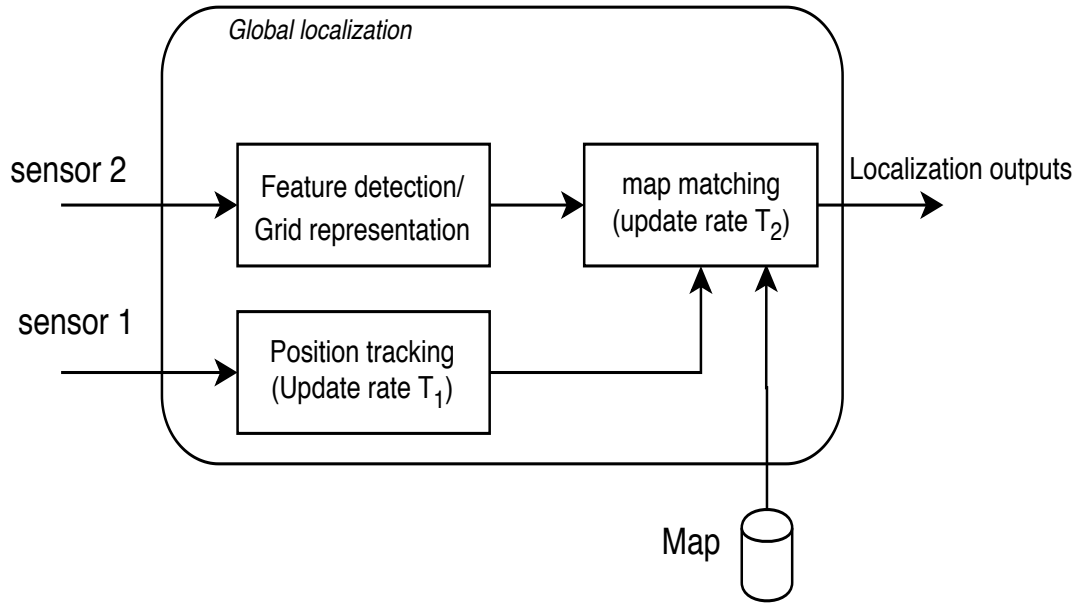 Global localization
sensor 2
Feature detection/
Grid representation
map matching
(update rate T2)
Localization outputs
sensor 1
Position tracking
(Update rate T1)
Map